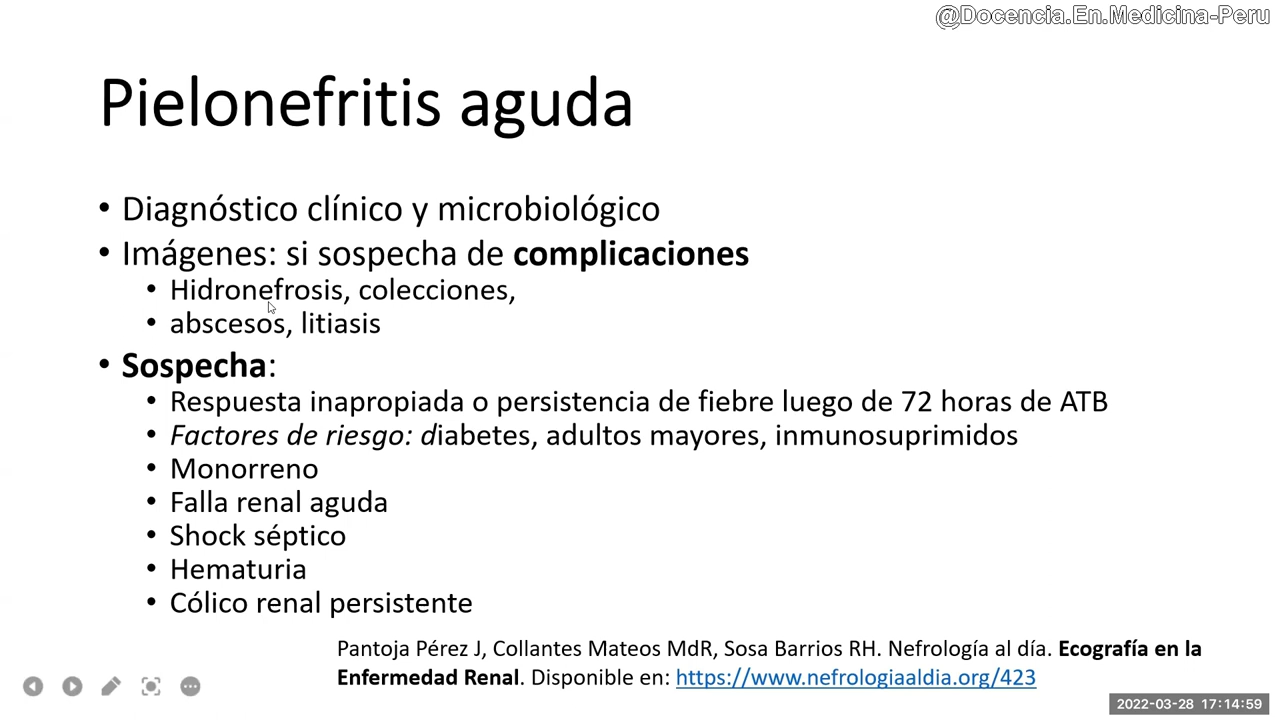 @Docencia.En.Medicina-Peru
Pielonefritis aguda
• Diagnóstico clínico y microbiológico
• Imágenes: si sospecha de complicaciones
• Hidronefrosis, colecciones,
• abscesos, litiasis
• Sospecha:
• Respuesta inapropiada o persistencia de fiebre luego de 72 horas de ATB
• Factores de riesgo: diabetes, adultos mayores, inmunosuprimidos
• Monorreno
• Falla renal aguda
• Shock séptico
• Hematuria
• Cólico renal persistente
Pantoja Pérez J, Collantes Mateos MdR, Sosa Barrios RH. Nefrología al día. Ecografía en la
Enfermedad Renal. Disponible en: https://www.nefrologiaaldia.org/423
2022-03-28 17:14:59